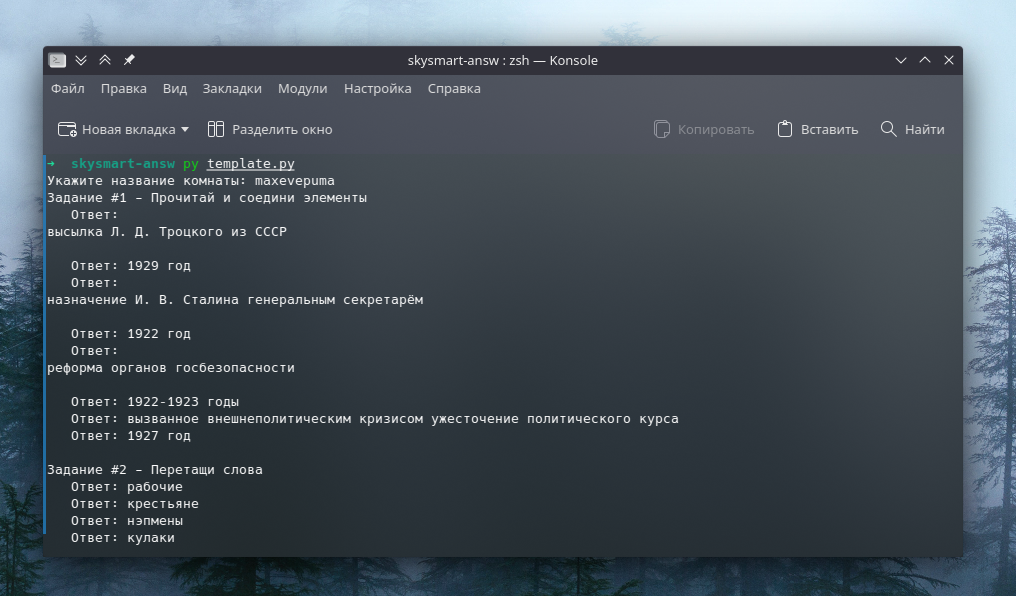 skysmart-answ : zsh — Konsole
Файл Правка Вид Закладки Модули Настройка Справка
Новая вкладка Разделить окно Копировать Вставить Найти
➜ skysmart-answ py template.py
Укажите название комнаты: maxevepuma
Задание #1 - Прочитай и соедини элементы
Ответ:
высылка Л. Д. Троцкого из СССР
Ответ: 1929 год
Ответ:
назначение И. В. Сталина генеральным секретарём
Ответ: 1922 год
Ответ:
реформа органов госбезопасности
Ответ: 1922-1923 годы
Ответ: вызванное внешнеполитическим кризисом ужесточение политического курса
Ответ: 1927 год
Задание #2 - Перетащи слова
Ответ: рабочие
Ответ: крестьяне
Ответ: нэпмены
Ответ: кулаки